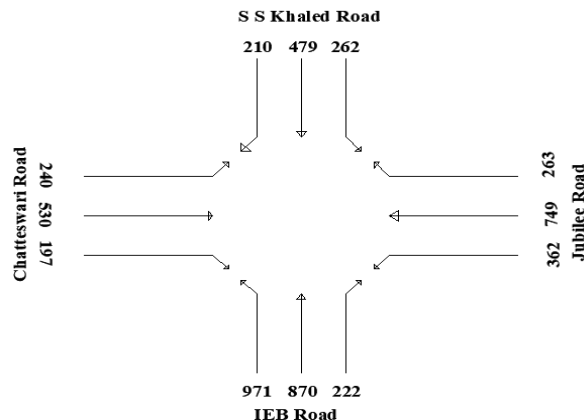 S S Khaled Road
210 479 262
Chatteswari Road
240
530
197
263
749
362
Jubilee Road
971 870 222
IEB Road